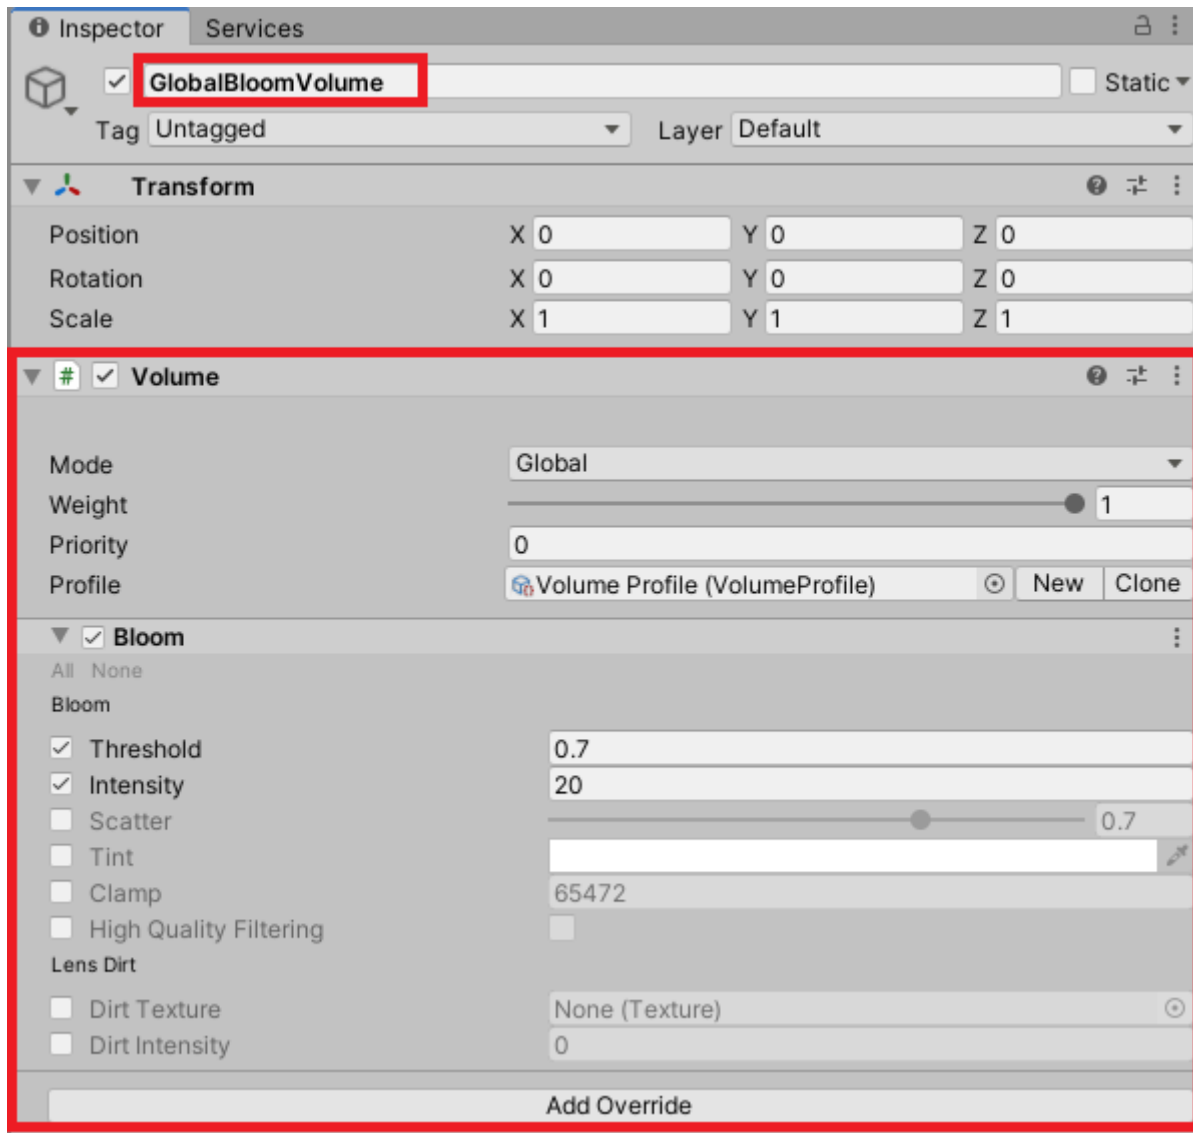 Inspector Services
GlobalBloomVolume Static
Tag Untagged Layer Default
Transform
Position X 0 Y 0 Z 0
Rotation X 0 Y 0 Z 0
Scale X 1 Y 1 Z 1
# Volume
Mode Global
Weight 1
Priority 0
Profile Volume Profile (VolumeProfile) New Clone
Bloom
All None
Bloom
Threshold 0.7
Intensity 20
Scatter 0.7
Tint
Clamp 65472
High Quality Filtering
Lens Dirt
Dirt Texture None (Texture)
Dirt Intensity 0
Add Override